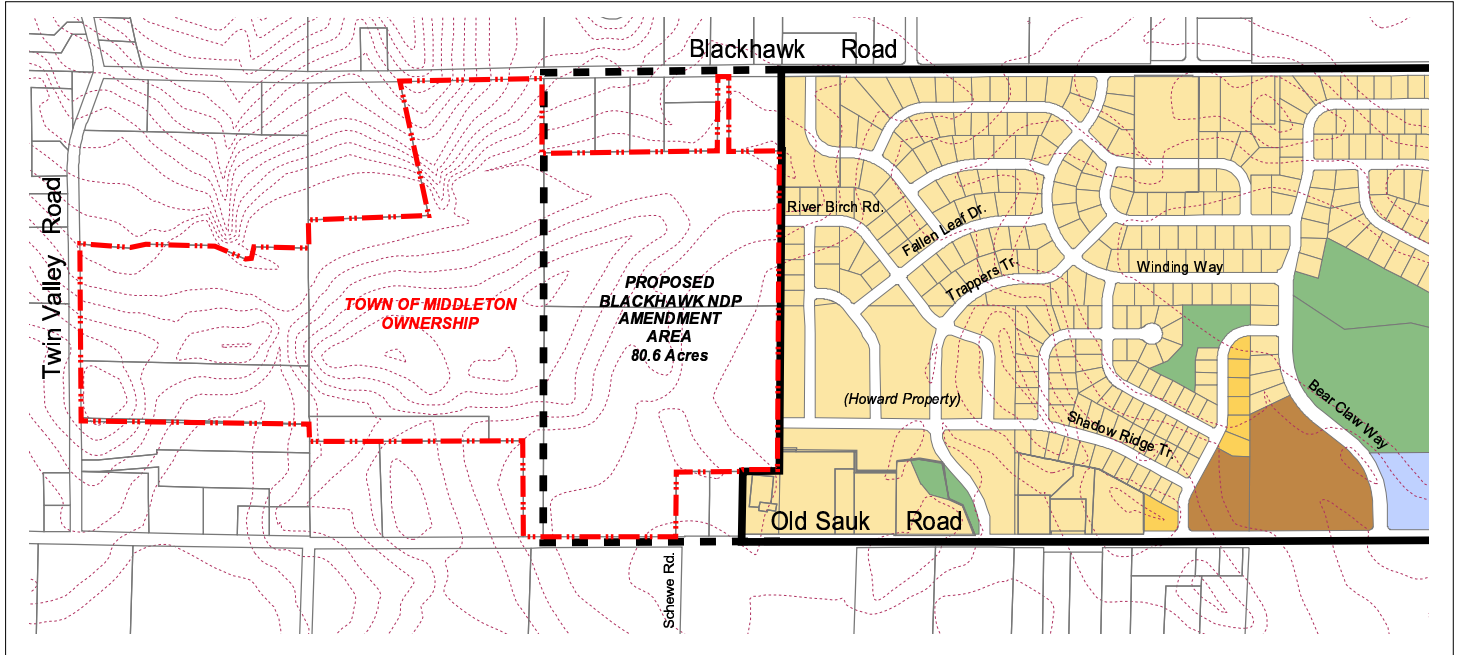 Blackhawk Road
Twin Valley Road
River Birch Rd.
Fallen Leaf Dr.
Trappers Tr.
Winding Way
TOWN OF MIDDLETON
OWNERSHIP
PROPOSED
BLACKHAWK NDP
AMENDMENT
AREA
80.6 Acres
(Howard Property)
Shadow Ridge Tr.
Bear Claw Way
Old Sauk Road
Schewe Rd.